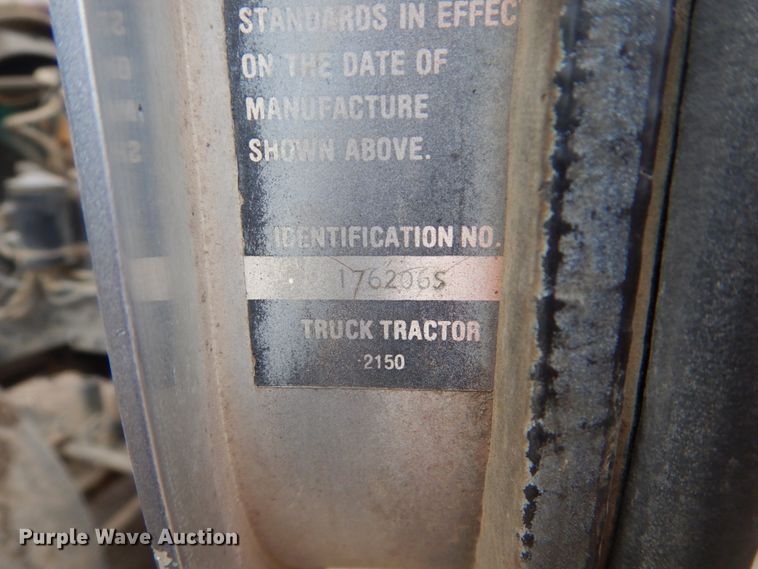 STANDARDS IN EFFEC
ON THE DATE OF
MANUFACTURE
SHOWN ABOVE.
IDENTIFICATION NO.
176206S
TRUCK TRACTOR
2150
Purple Wave Auction